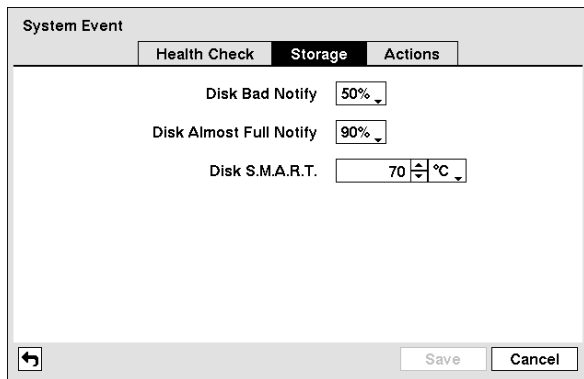 System Event
Health Check Storage Actions
Disk Bad Notify 50%
Disk Almost Full Notify 90%
Disk S.M.A.R.T. 70 °C
Save Cancel